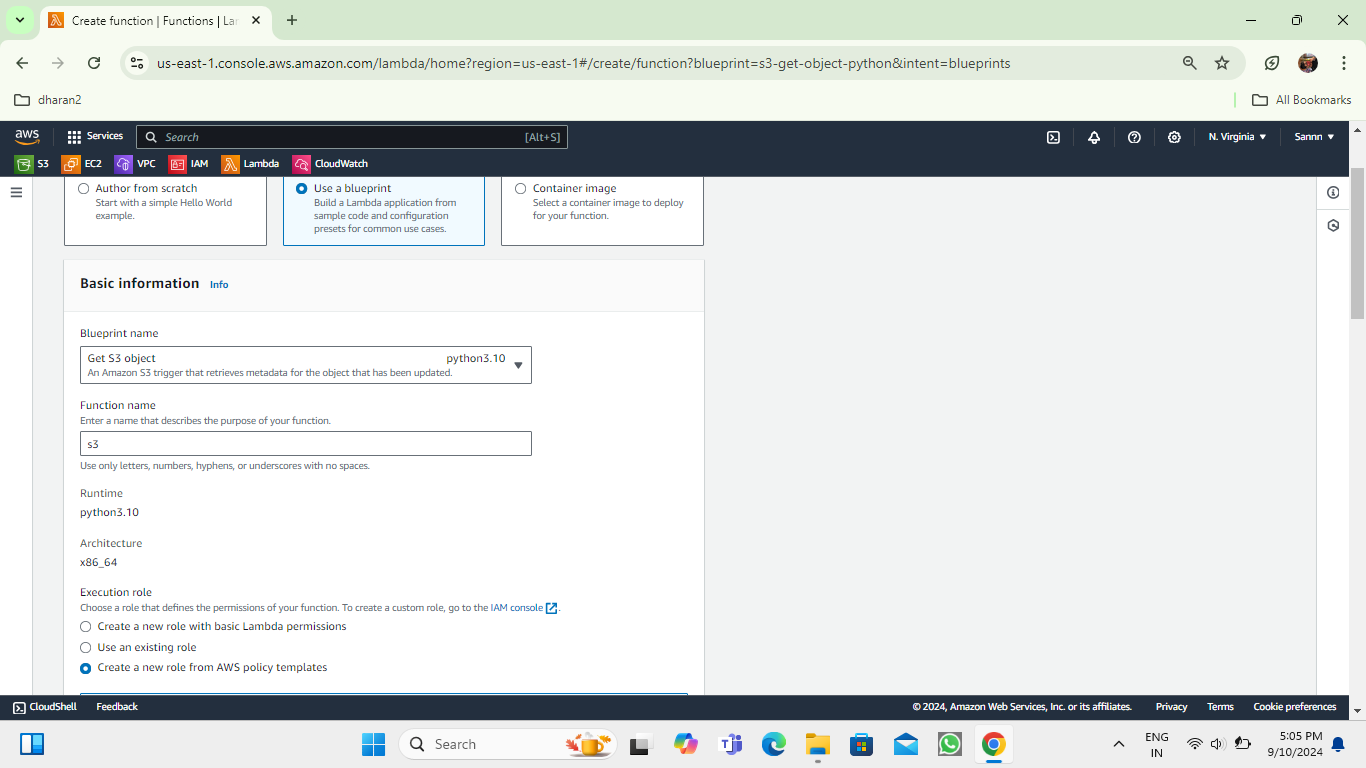 Create function | Functions | La
us-east-1.console.aws.amazon.com/lambda/home?region=us-east-1#/create/function?blueprint=s3-get-object-python&intent=blueprints
dharan2
All Bookmarks
aws
Services
Search
[Alt+S]
N. Virginia
Sannn
S3
EC2
VPC
IAM
Lambda
CloudWatch
Author from scratch
Start with a simple Hello World
example.
Use a blueprint
Build a Lambda application from
sample code and configuration
presets for common use cases.
Container image
Select a container image to deploy
for your function.
Basic information Info
Blueprint name
Get S3 object python3.10
An Amazon S3 trigger that retrieves metadata for the object that has been updated.
Function name
Enter a name that describes the purpose of your function.
s3
Use only letters, numbers, hyphens, or underscores with no spaces.
Runtime
python3.10
Architecture
x86_64
Execution role
Choose a role that defines the permissions of your function. To create a custom role, go to the IAM console.
Create a new role with basic Lambda permissions
Use an existing role
Create a new role from AWS policy templates
CloudShell
Feedback
© 2024, Amazon Web Services, Inc. or its affiliates.
Privacy
Terms
Cookie preferences
Search
ENG
IN
5:05 PM
9/10/2024